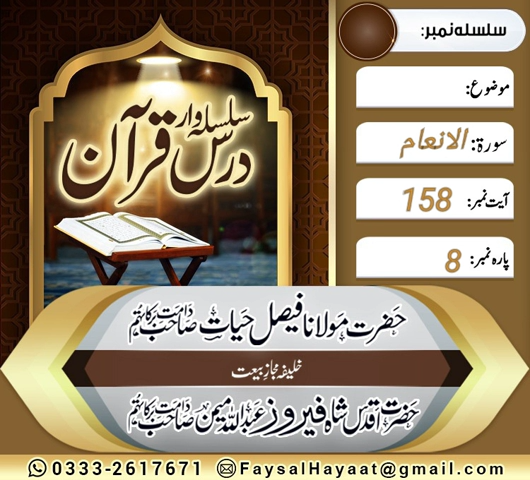 سلسلہ نمبر:
موضوع:
سلسلہ وار
درس قرآن
سورة: الانعام
آیت نمبر: 158
پارہ نمبر: 8
حضرت مولانا فیصل حیات صاحب دامت برکاتہم
خلیفہ مجاز بیعت
حضرت اقدس شاہ فیروز عبداللہ میمن صاحب دامت برکاتہم
0333-2617671 FaysalHayaat@gmail.com